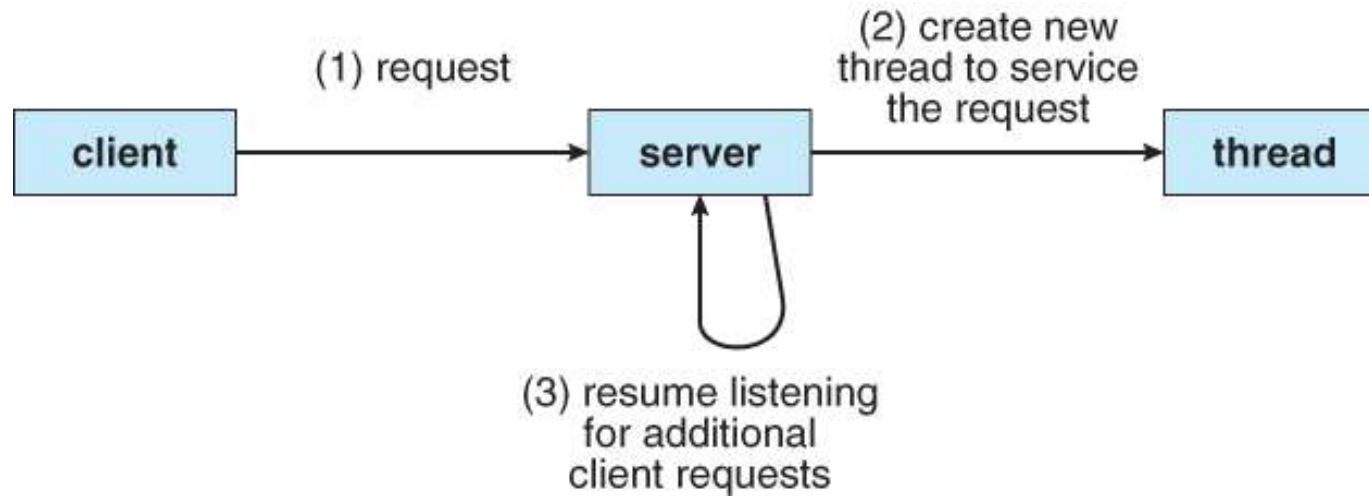 (1) request
(2) create new
thread to service
the request
client
server
thread
(3) resume listening
for additional
client requests